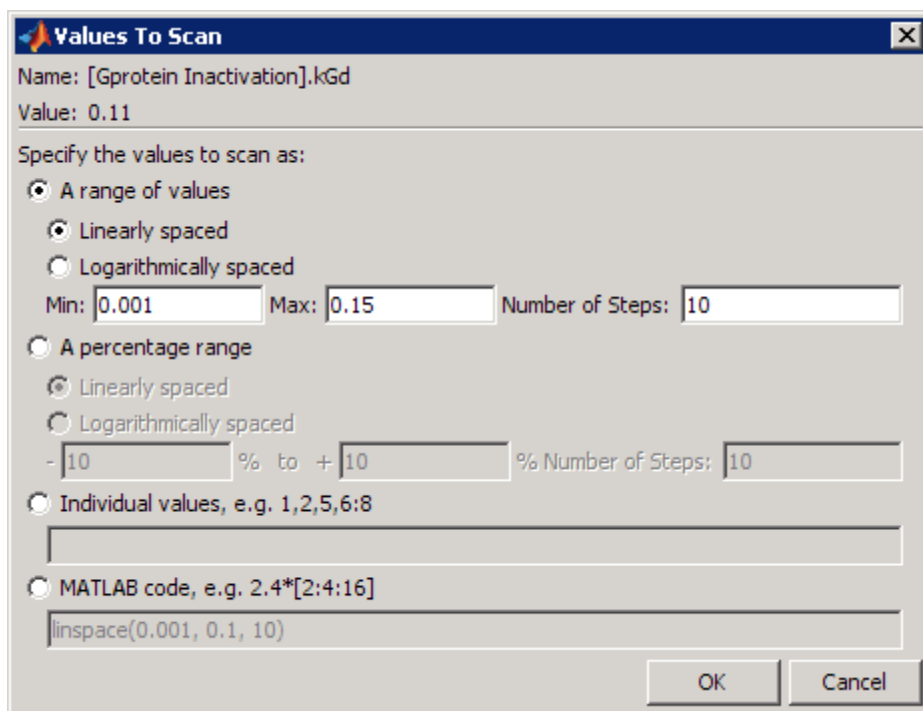 Values To Scan
Name: [Gprotein Inactivation].kGd
Value: 0.11
Specify the values to scan as:
A range of values
Linearly spaced
Logarithmically spaced
Min: 0.001 Max: 0.15 Number of Steps: 10
A percentage range
Linearly spaced
Logarithmically spaced
- 10 % to + 10 % Number of Steps: 10
Individual values, e.g. 1,2,5,6:8
MATLAB code, e.g. 2.4*[2:4:16]
linspace(0.001, 0.1, 10)
OK Cancel